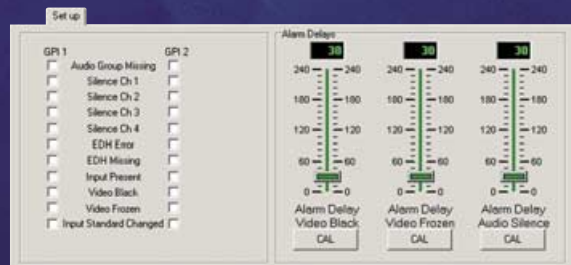 Set up
GPI 1 GPI 2
Audio Group Missing
Silence Ch 1
Silence Ch 2
Silence Ch 3
Silence Ch 4
EDH Error
EDH Missing
Input Present
Video Black
Video Frozen
Input Standard Changed
Alarm Delays
30 30 30
240 240 240 240 240 240
180 180 180 180 180 180
120 120 120 120 120 120
60 60 60 60 60 60
0 0 0 0 0 0
Alarm Delay Alarm Delay Alarm Delay
Video Black Video Frozen Audio Silence
CAL CAL CAL